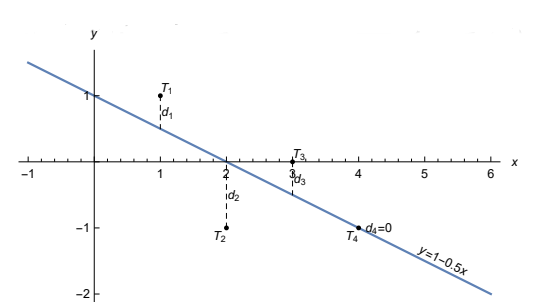 y
T₁
1
d₁
T₃
x
−1
1
2
3
4
5
6
d₃
d₂
−1
T₂
T₄
d₄=0
y=1−0.5x
−2